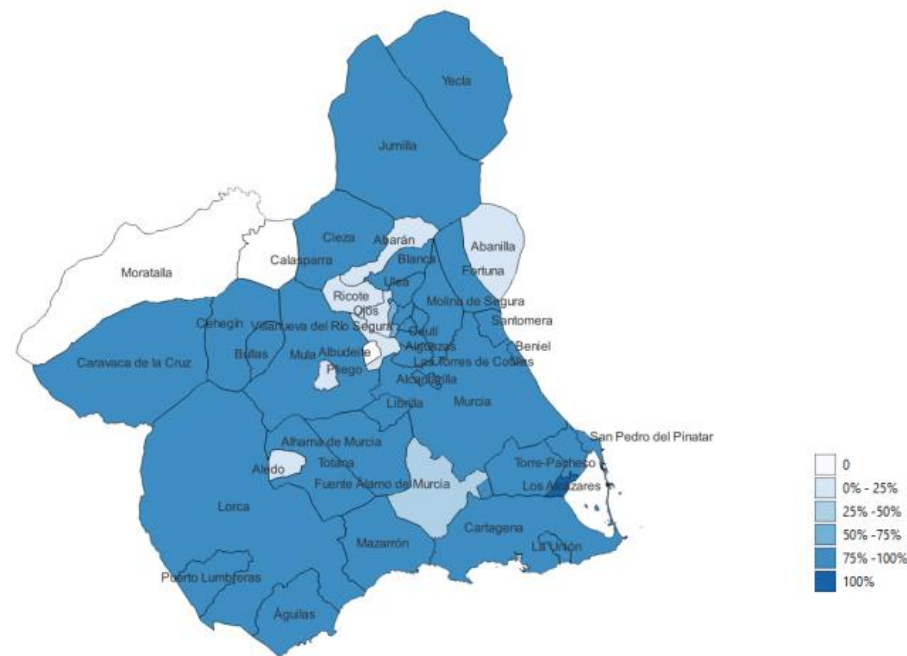 Yecla
Jumilla
Cieza
Abarán
Abanilla
Blanca
Calasparra
Moratalla
Fortuna
Ulea
Ricote
Molina de Segura
Ojós
Cehegín
Villanueva del Río Segura
Santomera
Ceutí
Bullas
Mula
Albudeite
Alguazas
Beniel
Caravaca de la Cruz
Las Torres de Cotillas
Pliego
Alcantarilla
Librilla
Murcia
San Pedro del Pinatar
Alhama de Murcia
Aledo
Totana
Torre-Pacheco
Fuente Álamo de Murcia
Los Alcázares
Lorca
Cartagena
Mazarrón
La Unión
Puerto Lumbreras
Águilas
0
0% - 25%
25% -50%
50% -75%
75% -100%
100%